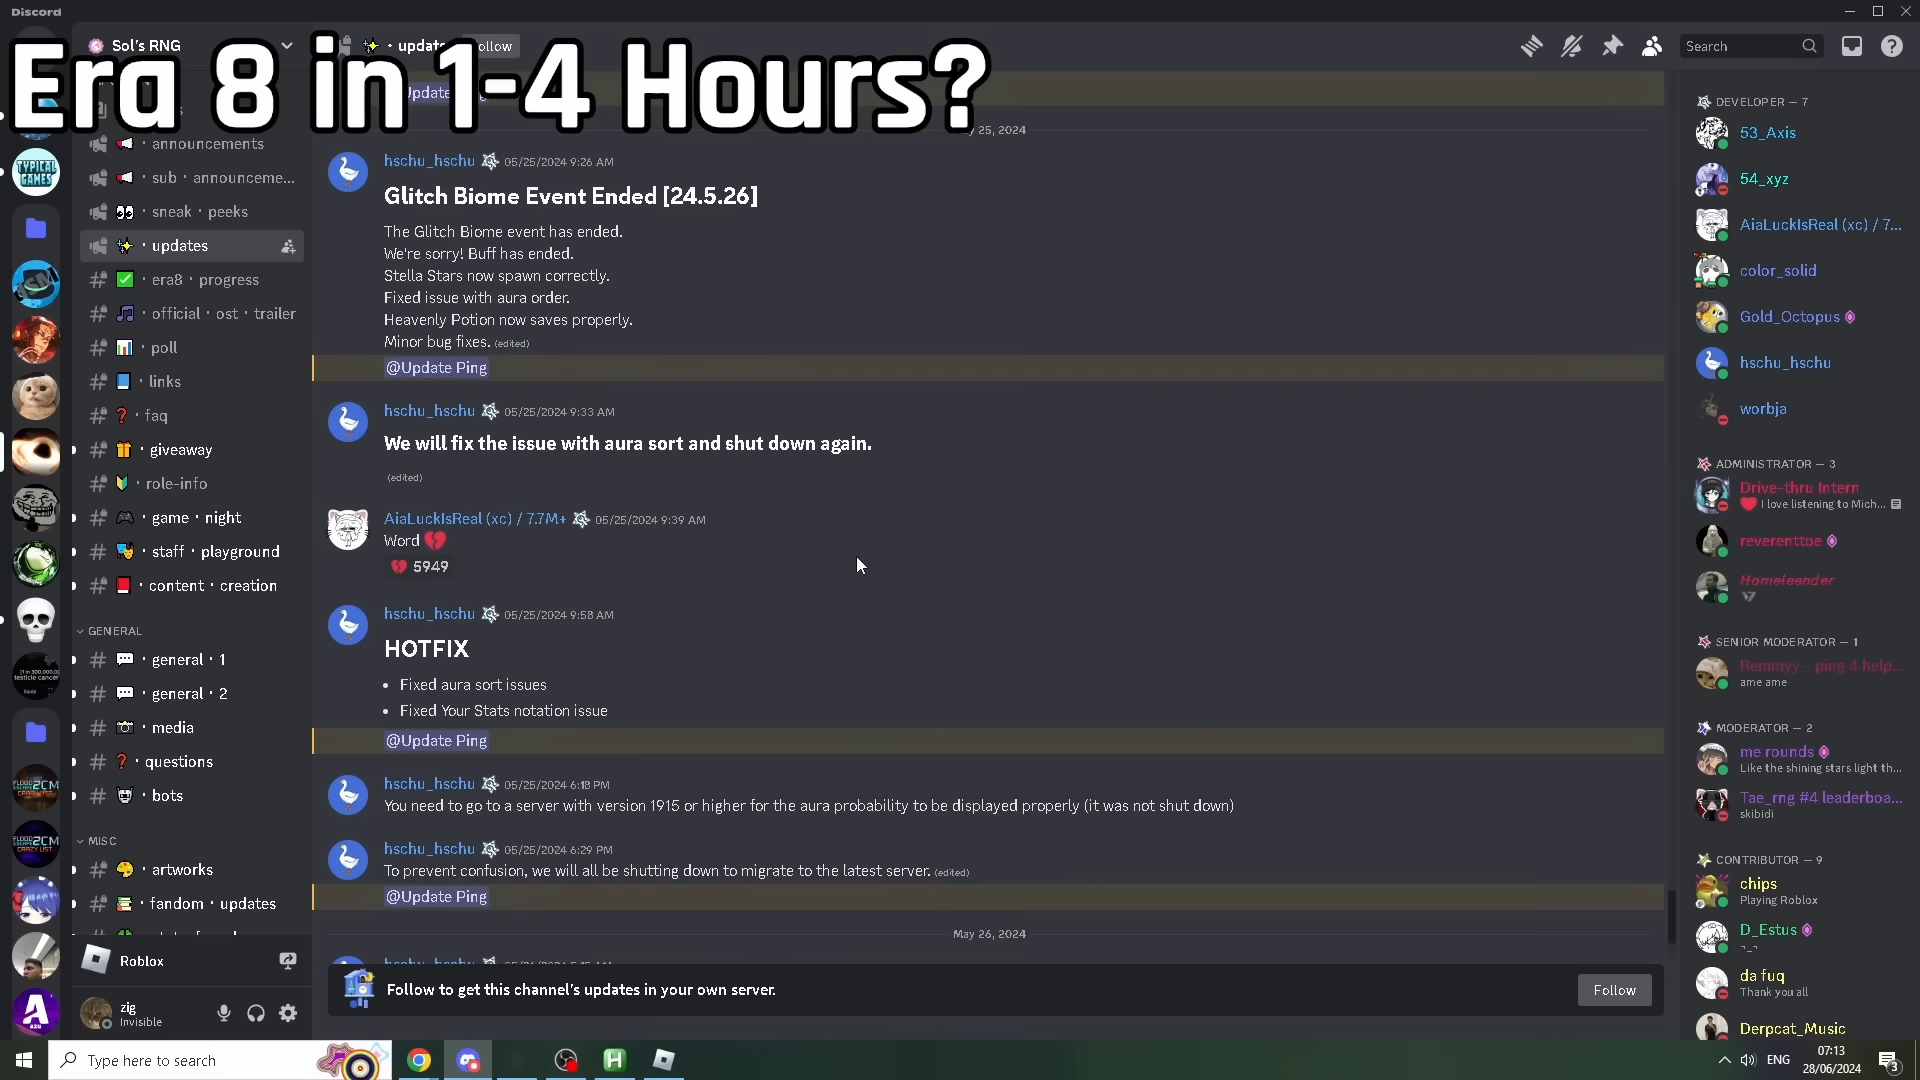 Discord
Sol's RNG
updat
ollow
Search
Era 8 in 1-4 Hours?
announcements
sub · announceme...
sneak · peeks
updates
era8 · progress
official · ost · trailer
poll
links
faq
giveaway
role-info
game · night
staff · playground
content · creation
GENERAL
general · 1
general · 2
media
questions
bots
MISC
artworks
fandom · updates
Roblox
zig
Invisible
TYPICAL
GAMES
25, 2024
hschu_hschu 05/25/2024 9:26 AM
Glitch Biome Event Ended [24.5.26]
The Glitch Biome event has ended.
We're sorry! Buff has ended.
Stella Stars now spawn correctly.
Fixed issue with aura order.
Heavenly Potion now saves properly.
Minor bug fixes. (edited)
@Update Ping
hschu_hschu 05/25/2024 9:33 AM
We will fix the issue with aura sort and shut down again.
(edited)
AiaLuckIsReal (xc) / 7.7M+ 05/25/2024 9:39 AM
Word 💔
💔 5949
hschu_hschu 05/25/2024 9:58 AM
HOTFIX
• Fixed aura sort issues
• Fixed Your Stats notation issue
@Update Ping
hschu_hschu 05/25/2024 6:18 PM
You need to go to a server with version 1915 or higher for the aura probability to be displayed properly (it was not shut down)
hschu_hschu 05/25/2024 6:29 PM
To prevent confusion, we will all be shutting down to migrate to the latest server. (edited)
@Update Ping
May 26, 2024
Follow to get this channel's updates in your own server.
Follow
DEVELOPER — 7
53_Axis
54_xyz
AiaLuckIsReal (xc) / 7...
color_solid
Gold_Octopus
hschu_hschu
worbja
ADMINISTRATOR — 3
Drive-thru Intern
I love listening to Mich...
reverenttoe
Homeleender
SENIOR MODERATOR — 1
Remmyy - ping 4 help...
ame ame
MODERATOR — 2
me rounds
Like the shining stars light th...
Tae_rng #4 leaderboa...
skibidi
CONTRIBUTOR — 9
chips
Playing Roblox
D_Estus
¬_¬
da fuq
Thank you all
Derpcat_Music
Type here to search
ENG
07:13
28/06/2024
3